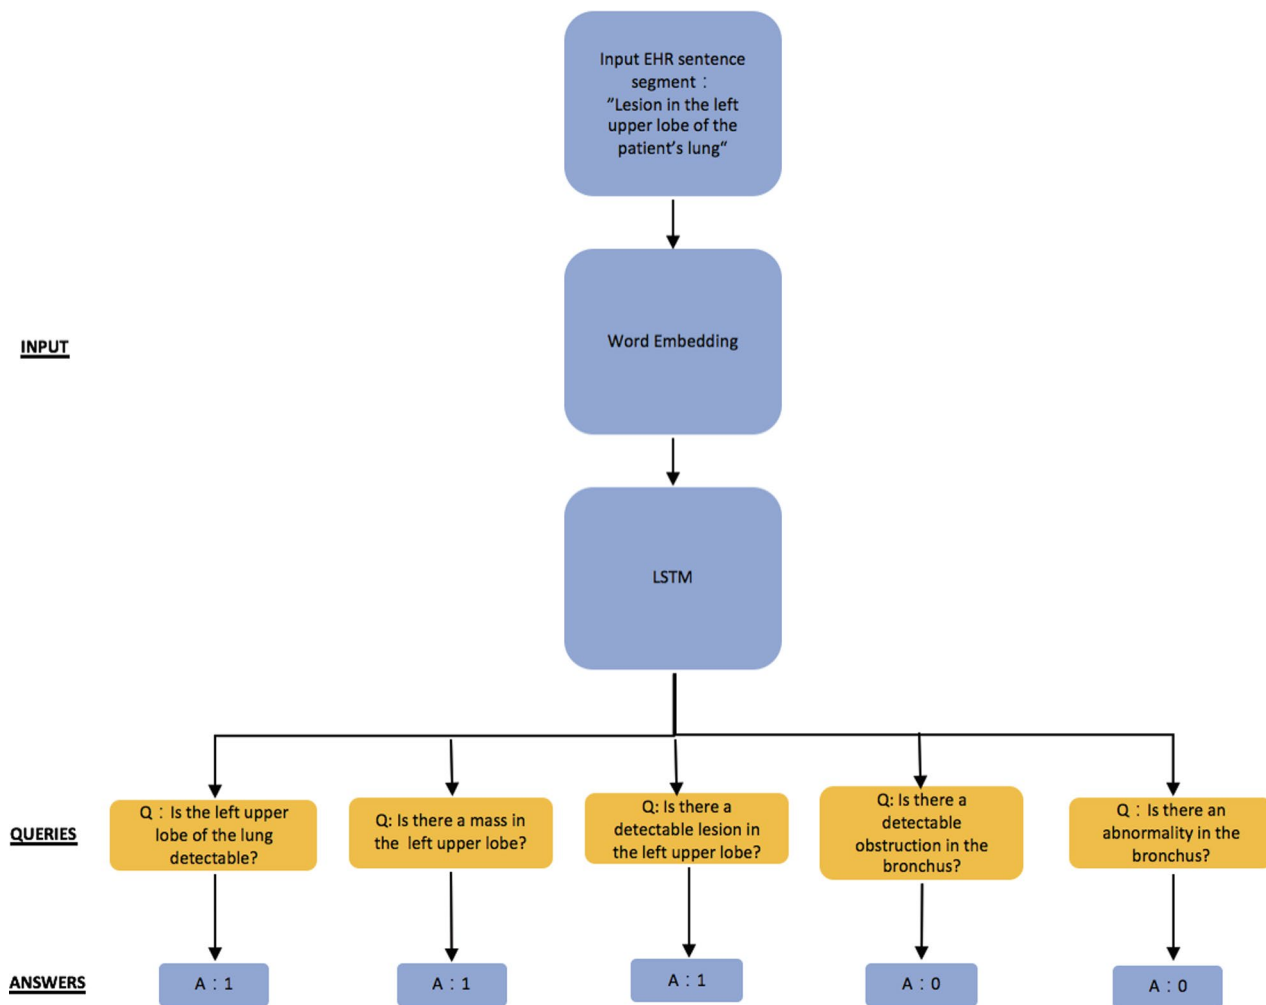 Input EHR sentence
segment：
“Lesion in the left
upper lobe of the
patient’s lung“
INPUT
Word Embedding
LSTM
QUERIES
Q：Is the left upper
lobe of the lung
detectable?
Q: Is there a mass in
the left upper lobe?
Q: Is there a
detectable lesion in
the left upper lobe?
Q: Is there a
detectable
obstruction in the
bronchus?
Q：Is there an
abnormality in the
bronchus?
ANSWERS
A：1
A：1
A：1
A：0
A：0